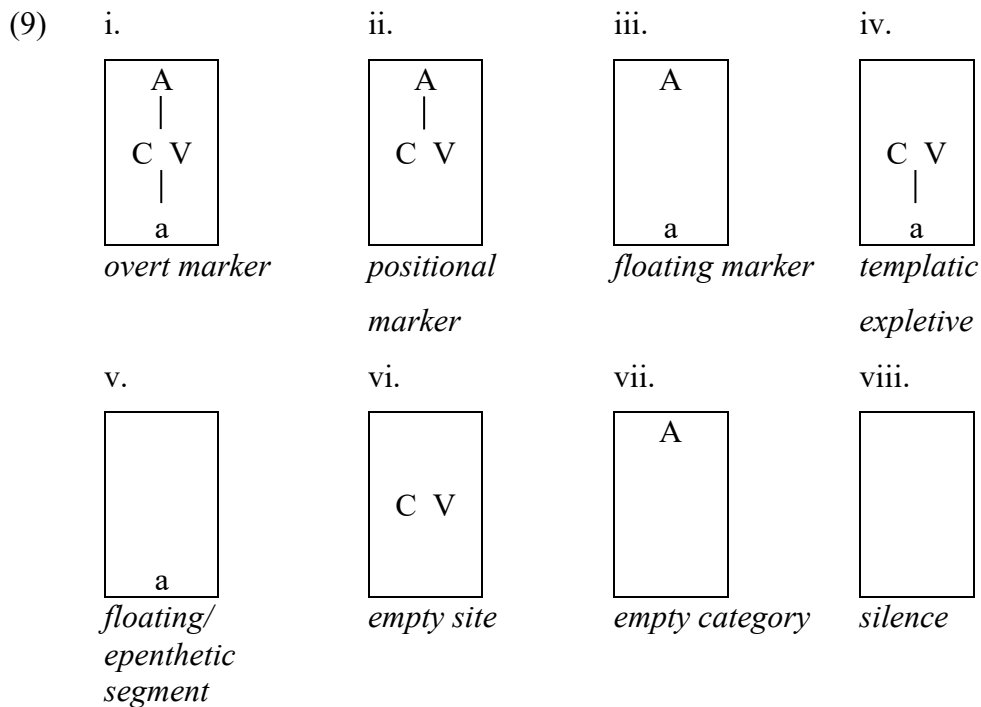 (9) i. ii. iii. iv.
A A A
C V C V C V
a a a
overt marker positional floating marker templatic
marker expletive
v. vi. vii. viii.
A
C V
a
floating/ empty site empty category silence
epenthetic
segment